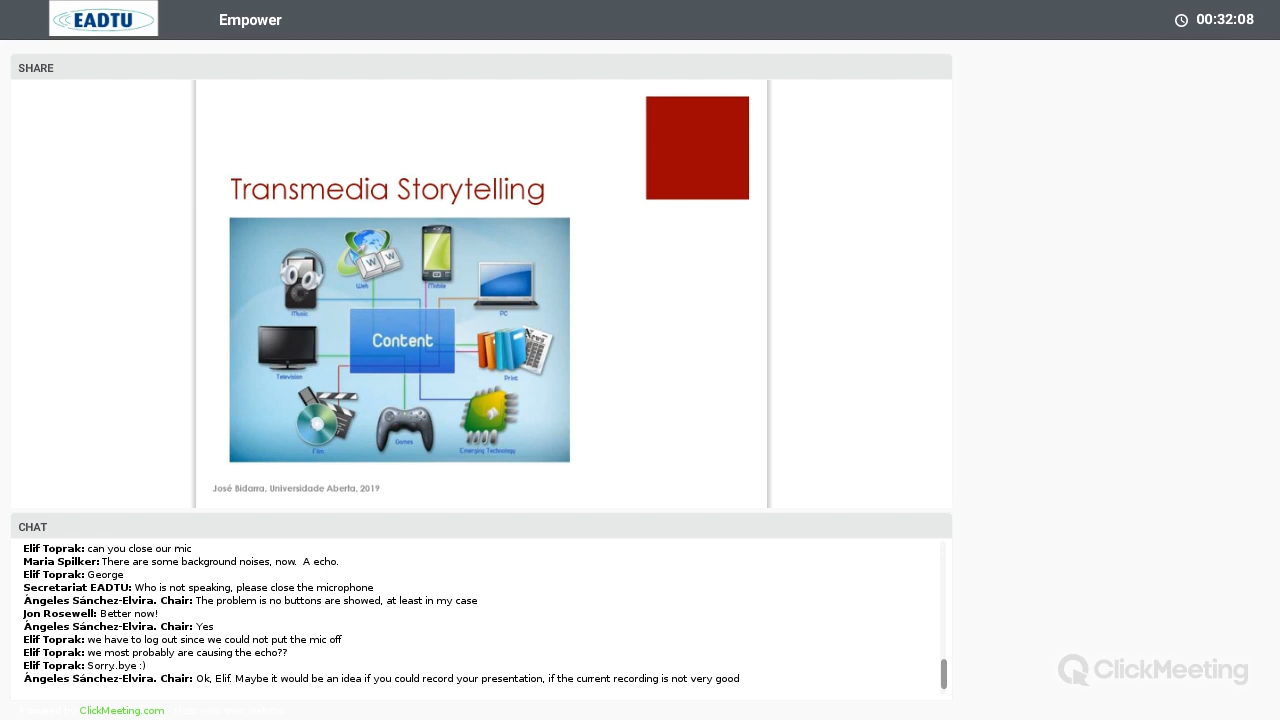 EADTU
Empower
00:32:08
SHARE
Transmedia Storytelling
Web
Mobile
Music
PC
Content
Television
News
Print
Film
Games
Emerging Technology
José Bidarra, Universidade Aberta, 2019
CHAT
Elif Toprak: can you close our mic
Maria Spilker: There are some background noises, now.  A echo.
Elif Toprak: George
Secretariat EADTU: Who is not speaking, please close the microphone
Ángeles Sánchez-Elvira. Chair: The problem is no buttons are showed, at least in my case
Jon Rosewell: Better now!
Ángeles Sánchez-Elvira. Chair: Yes
Elif Toprak: we have to log out since we could not put the mic off
Elif Toprak: we most probably are causing the echo??
Elif Toprak: Sorry..bye :)
Ángeles Sánchez-Elvira. Chair: Ok, Elif. Maybe it would be an idea if you could record your presentation, if the current recording is not very good
ClickMeeting
ClickMeeting.com